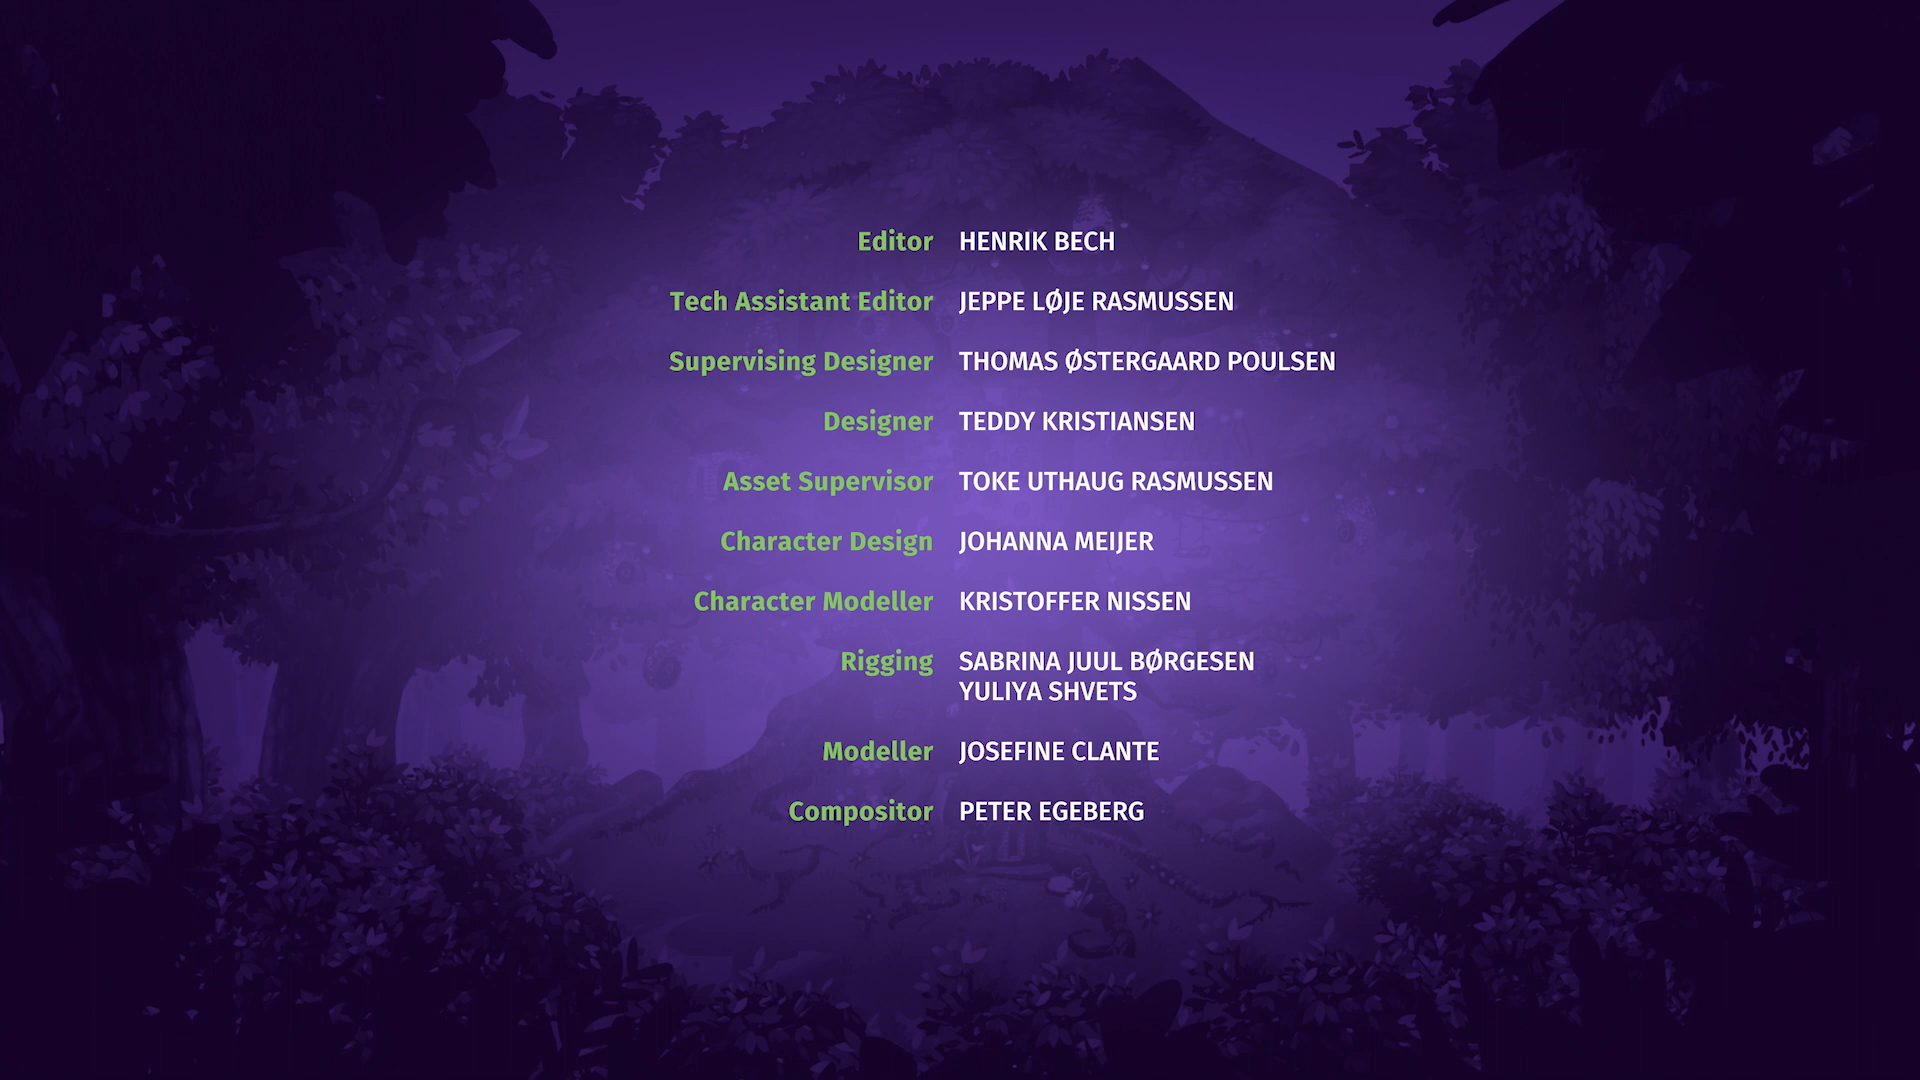 Editor HENRIK BECH
Tech Assistant Editor JEPPE LØJE RASMUSSEN
Supervising Designer THOMAS ØSTERGAARD POULSEN
Designer TEDDY KRISTIANSEN
Asset Supervisor TOKE UTHAUG RASMUSSEN
Character Design JOHANNA MEIJER
Character Modeller KRISTOFFER NISSEN
Rigging SABRINA JUUL BØRGESEN
YULIYA SHVETS
Modeller JOSEFINE CLANTE
Compositor PETER EGEBERG